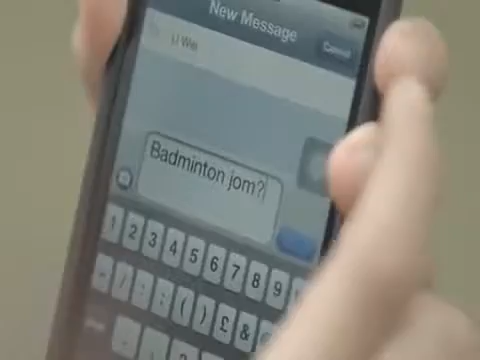 New Message
Cancel
Badminton jom?
1 2 3 4 5 6 7 8 9
- / : ; ( ) £ & @